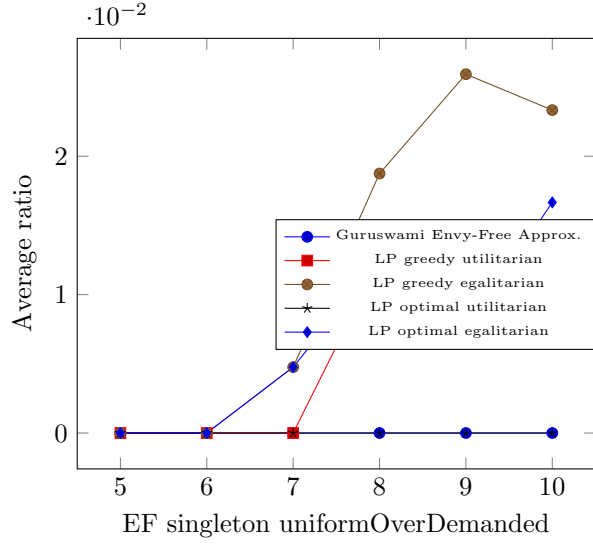 ·10⁻²
2
1
0
Average ratio
Guruswami Envy-Free Approx.
LP greedy utilitarian
LP greedy egalitarian
LP optimal utilitarian
LP optimal egalitarian
5 6 7 8 9 10
EF singleton uniformOverDemanded